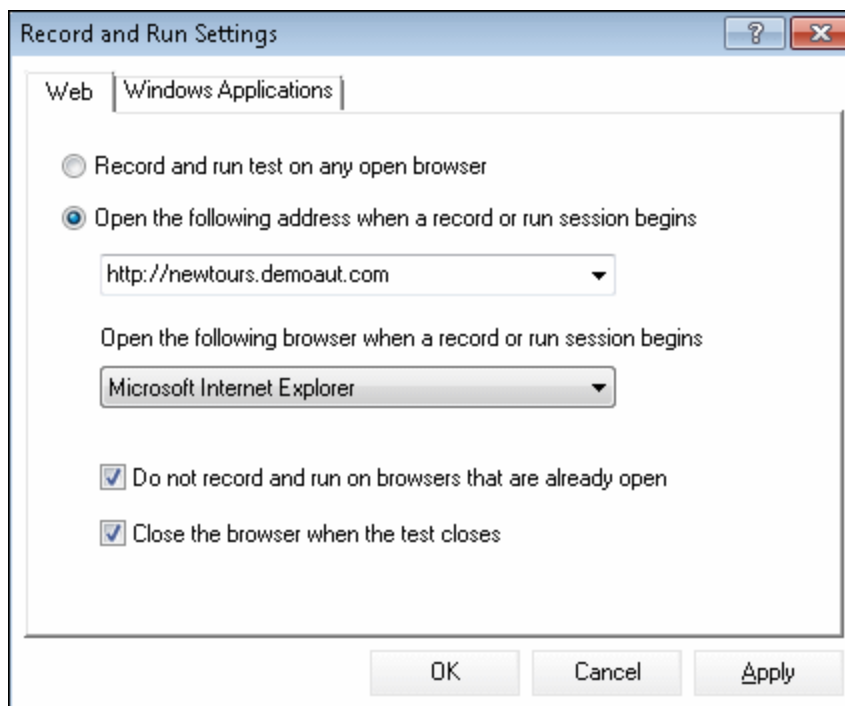 Record and Run Settings
?
Web
Windows Applications
Record and run test on any open browser
Open the following address when a record or run session begins
http://newtours.demoaut.com
Open the following browser when a record or run session begins
Microsoft Internet Explorer
Do not record and run on browsers that are already open
Close the browser when the test closes
OK
Cancel
Apply